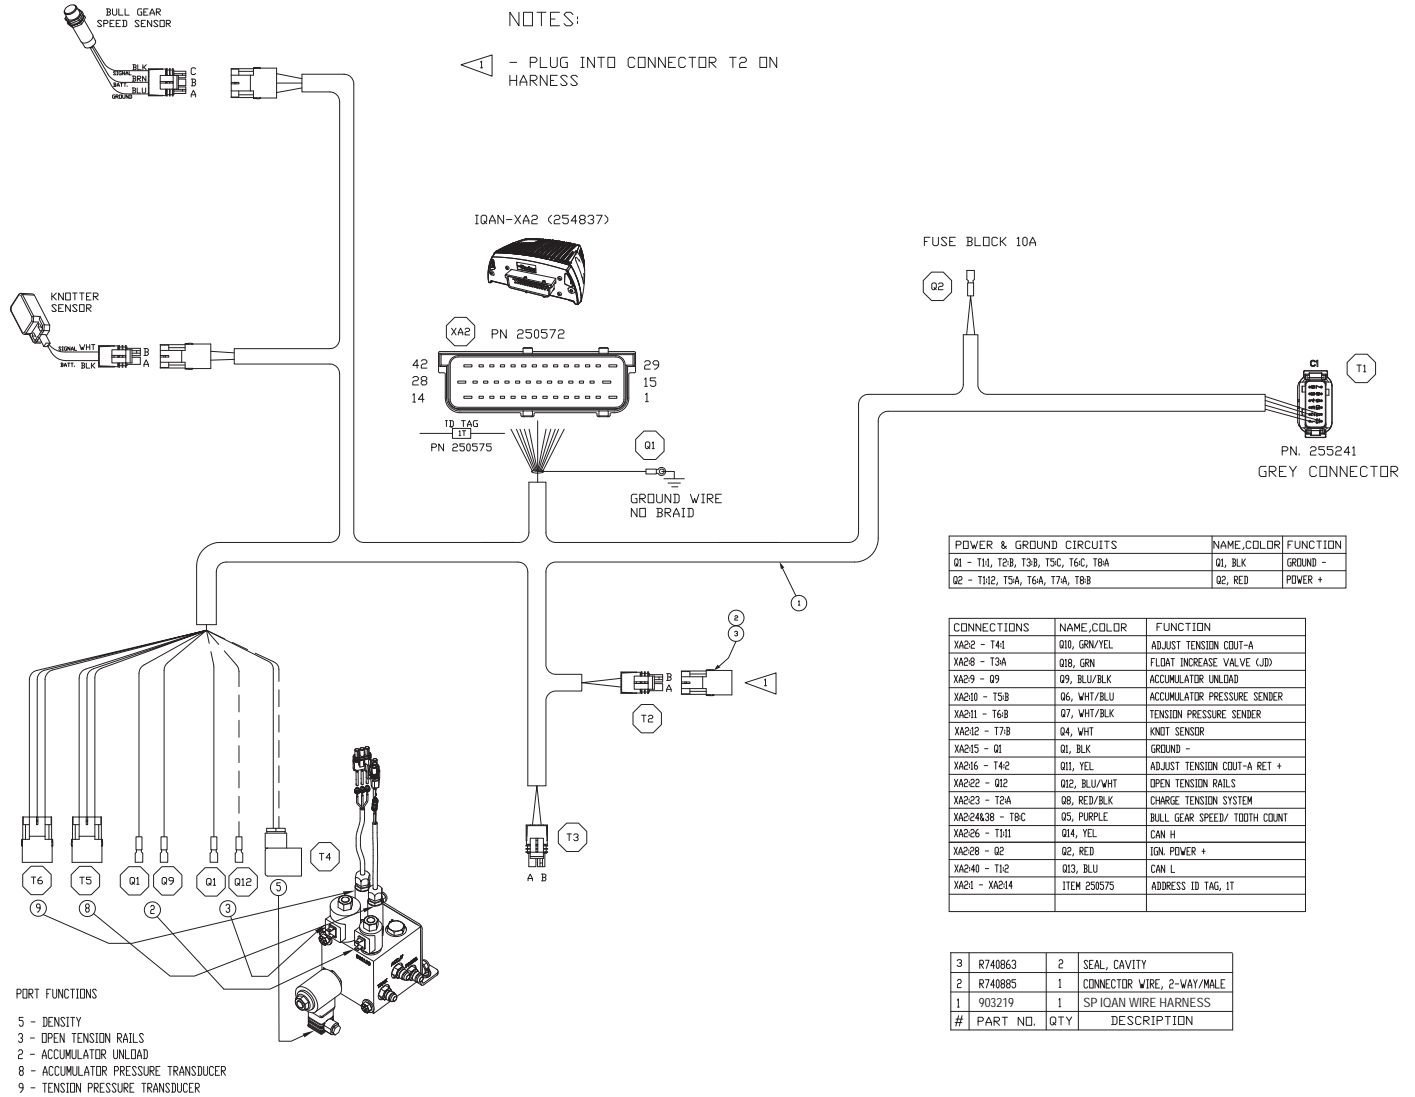 BULL GEAR
SPEED SENSOR
BLK
SIGNAL
BRN
BATT.
BLU
GROUND
C
B
A
NOTES:
1 - PLUG INTO CONNECTOR T2 ON
HARNESS
IQAN-XA2 (254837)
KNOTTER
SENSOR
SIGNAL WHT
BATT. BLK
B
A
XA2 PN 250572
42 29
28 15
14 1
ID TAG
1T
PN 250575
Q1
GROUND WIRE
NO BRAID
FUSE BLOCK 10A
Q2
C1
T1
PN. 255241
GREY CONNECTOR
1
2
3
B
A
1
T2
T3
A B
T6 T5 Q1 Q9 Q1 Q12 T4
5
9 8 2 3
POWER & GROUND CIRCUITS NAME,COLOR FUNCTION
Q1 - T1:1, T2:B, T3:B, T5:C, T6:C, T8:A Q1, BLK GROUND -
Q2 - T1:12, T5:A, T6:A, T7:A, T8:B Q2, RED POWER +
CONNECTIONS NAME,COLOR FUNCTION
XA2:2 - T4:1 Q10, GRN/YEL ADJUST TENSION COUT-A
XA2:8 - T3:A Q18, GRN FLOAT INCREASE VALVE (JD)
XA2:9 - Q9 Q9, BLU/BLK ACCUMULATOR UNLOAD
XA2:10 - T5:B Q6, WHT/BLU ACCUMULATOR PRESSURE SENDER
XA2:11 - T6:B Q7, WHT/BLK TENSION PRESSURE SENDER
XA2:12 - T7:B Q4, WHT KNOT SENSOR
XA2:15 - Q1 Q1, BLK GROUND -
XA2:16 - T4:2 Q11, YEL ADJUST TENSION COUT-A RET +
XA2:22 - Q12 Q12, BLU/WHT OPEN TENSION RAILS
XA2:23 - T2:A Q8, RED/BLK CHARGE TENSION SYSTEM
XA2:24&38 - T8:C Q5, PURPLE BULL GEAR SPEED/ TOOTH COUNT
XA2:26 - T1:11 Q14, YEL CAN H
XA2:28 - Q2 Q2, RED IGN. POWER +
XA2:40 - T1:2 Q13, BLU CAN L
XA2:1 - XA2:14 ITEM 250575 ADDRESS ID TAG, 1T
3 R740863 2 SEAL, CAVITY
2 R740885 1 CONNECTOR WIRE, 2-WAY/MALE
1 903219 1 SP IQAN WIRE HARNESS
# PART NO. QTY DESCRIPTION
PORT FUNCTIONS
5 - DENSITY
3 - OPEN TENSION RAILS
2 - ACCUMULATOR UNLOAD
8 - ACCUMULATOR PRESSURE TRANSDUCER
9 - TENSION PRESSURE TRANSDUCER